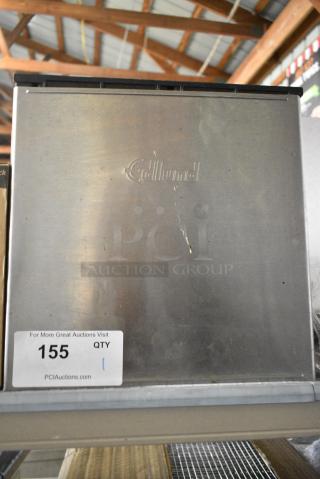 Edlund
PCI
AUCTION GROUP
For More Great Auctions Visit
155
QTY
1
PCIAuctions.com